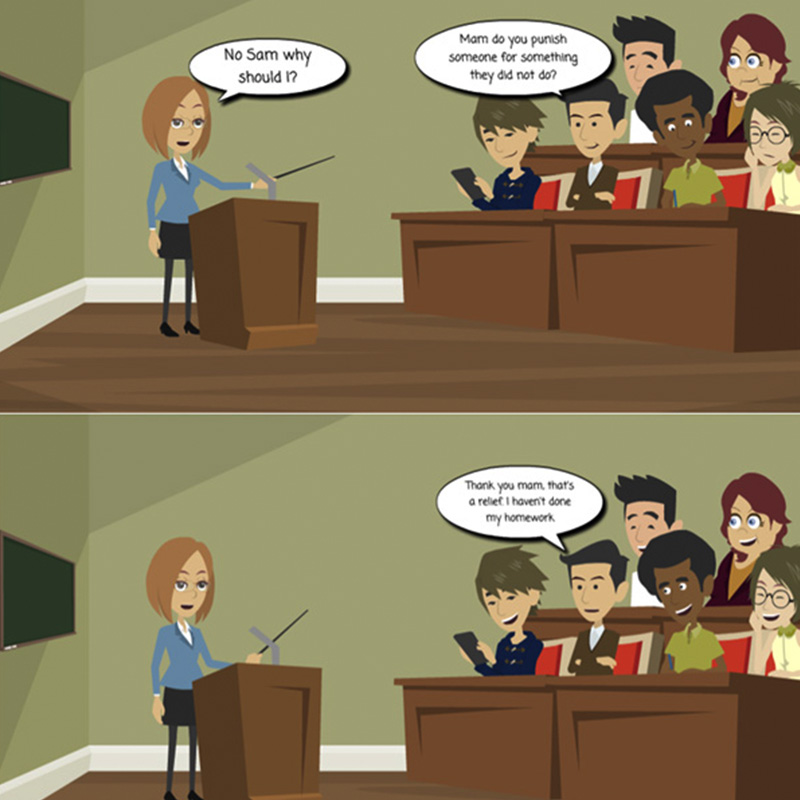 Mam do you punish
someone for something
they did not do?
No Sam why
should I?
Thank you mam, that's
a relief. I haven't done
my homework